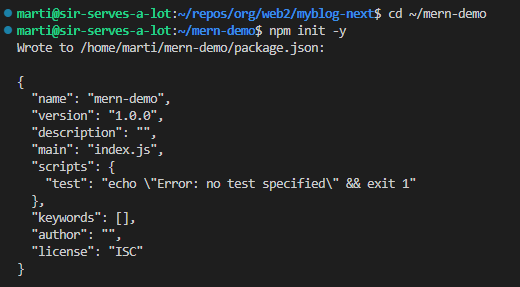 marti@sir-serves-a-lot:~/repos/org/web2/myblog-next$ cd ~/mern-demo
marti@sir-serves-a-lot:~/mern-demo$ npm init -y
Wrote to /home/marti/mern-demo/package.json:

{
  "name": "mern-demo",
  "version": "1.0.0",
  "description": "",
  "main": "index.js",
  "scripts": {
    "test": "echo \"Error: no test specified\" && exit 1"
  },
  "keywords": [],
  "author": "",
  "license": "ISC"
}